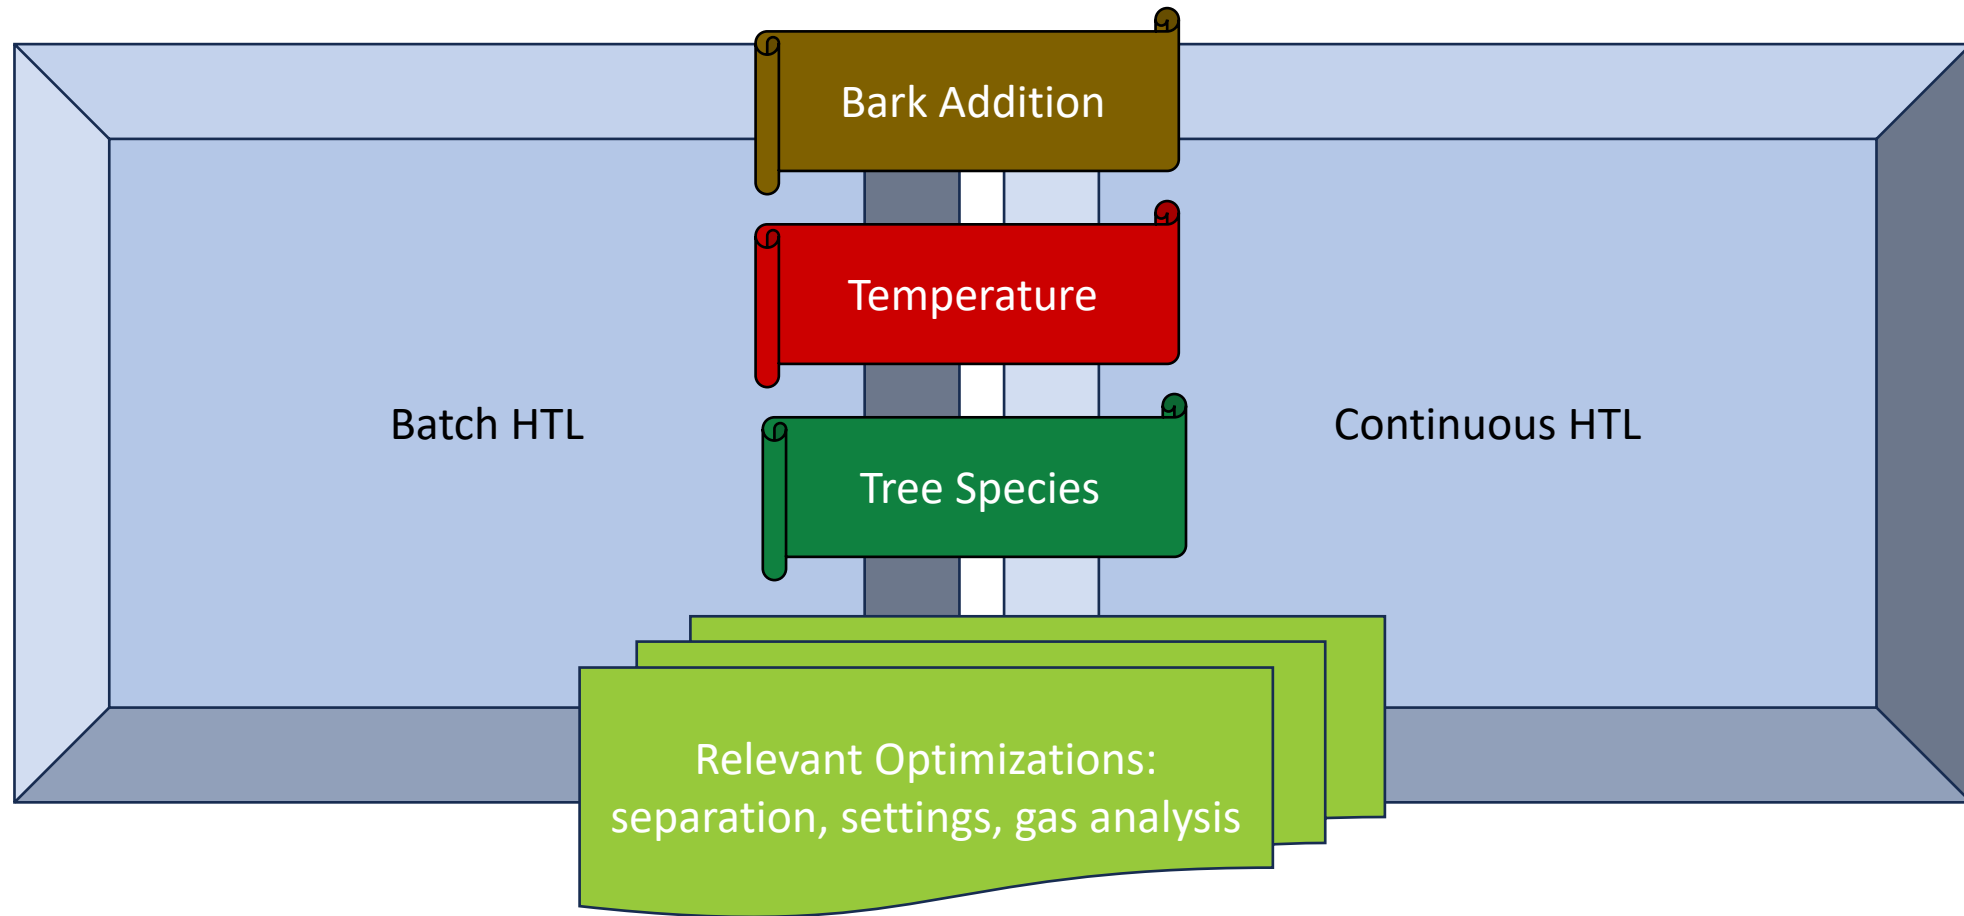 Bark Addition
Temperature
Batch HTL
Continuous HTL
Tree Species
Relevant Optimizations:
separation, settings, gas analysis